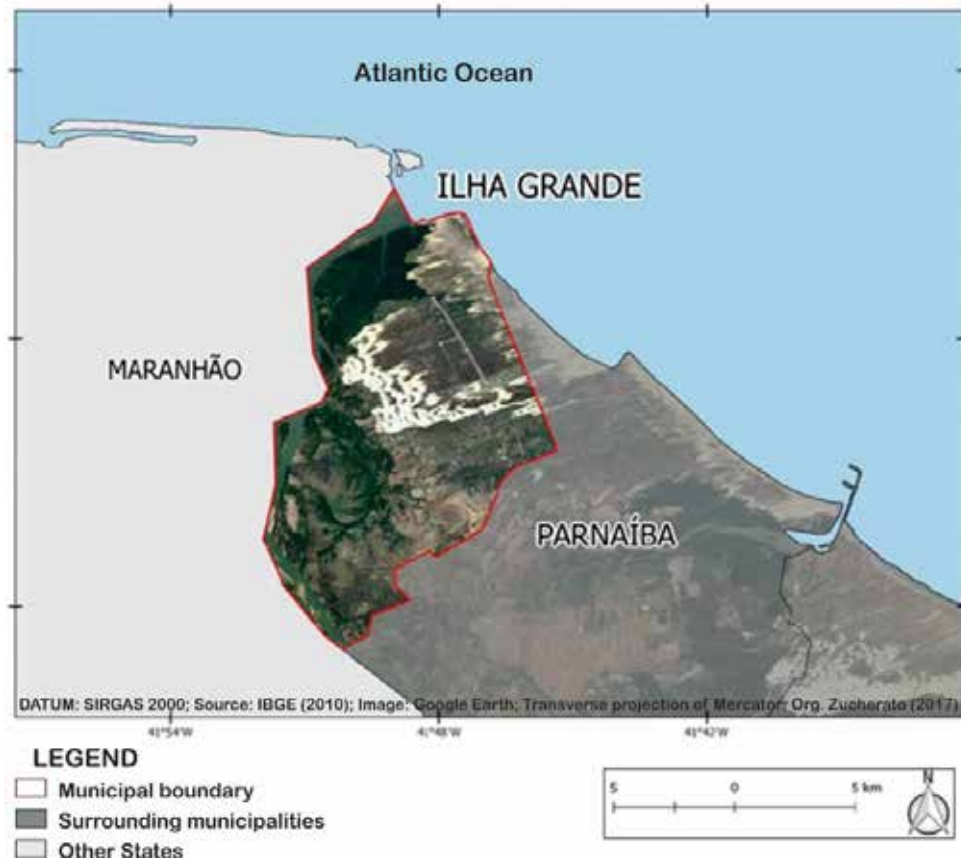 Atlantic Ocean
ILHA GRANDE
MARANHÃO
PARNAÍBA
DATUM: SIRGAS 2000; Source: IBGE (2010); Image: Google Earth; Transverse projection of Mercator; Org. Zucherato (2017)
41°54'W 41°48'W 41°42'W
LEGEND
Municipal boundary
Surrounding municipalities
Other States
5 0 5 km
N